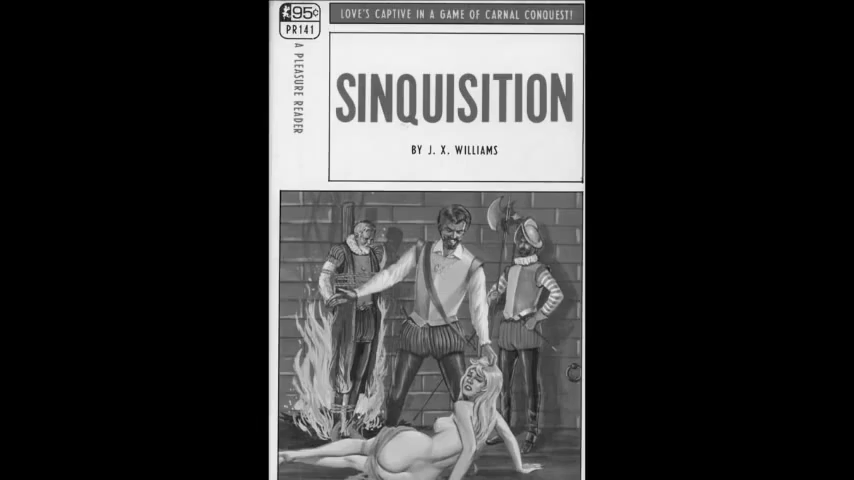 95¢
PR141
A PLEASURE READER
LOVE'S CAPTIVE IN A GAME OF CARNAL CONQUEST!
SINQUISITION
BY J. X. WILLIAMS